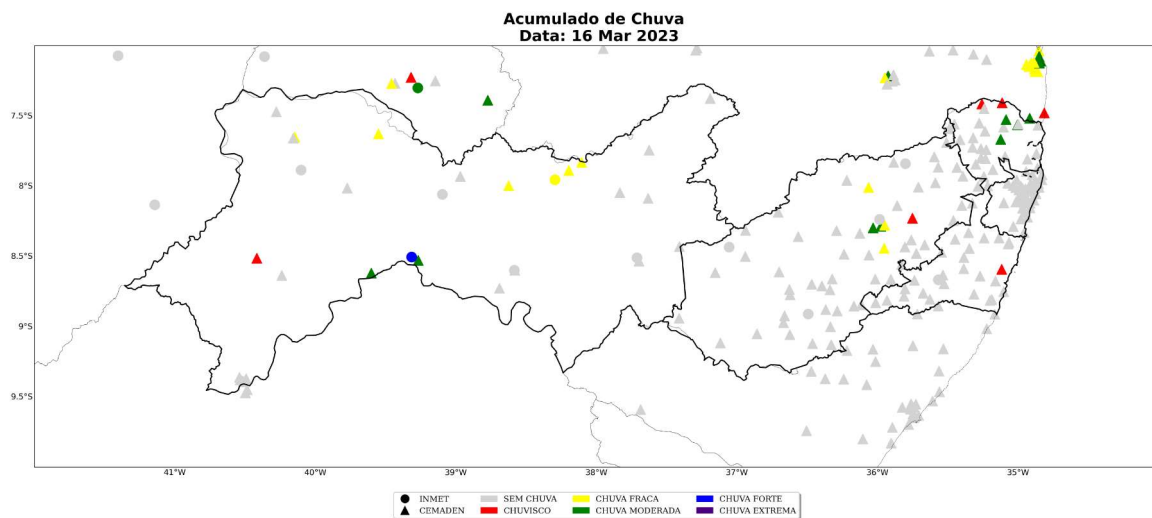 Acumulado de Chuva
Data: 16 Mar 2023
7.5°S
8°S
8.5°S
9°S
9.5°S
41°W 40°W 39°W 38°W 37°W 36°W 35°W
INMET SEM CHUVA CHUVA FRACA CHUVA FORTE
CEMADEN CHUVISCO CHUVA MODERADA CHUVA EXTREMA